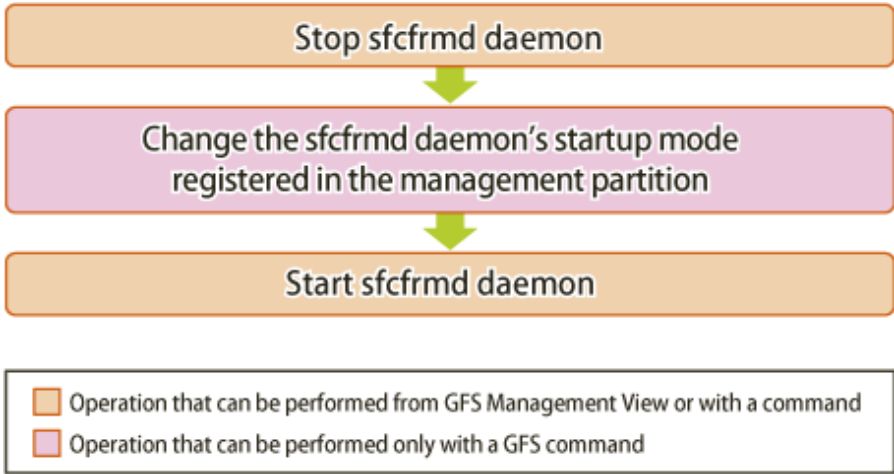 Stop sfcfrmd daemon
Change the sfcfrmd daemon’s startup mode
registered in the management partition
Start sfcfrmd daemon
Operation that can be performed from GFS Management View or with a command
Operation that can be performed only with a GFS command